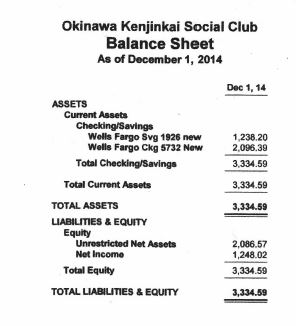 Okinawa Kenjinkai Social Club
Balance Sheet
As of December 1, 2014
Dec 1, 14
ASSETS
Current Assets
Checking/Savings
Wells Fargo Svg 1926 new 1,238.20
Wells Fargo Ckg 5732 New 2,096.39
Total Checking/Savings 3,334.59
Total Current Assets 3,334.59
TOTAL ASSETS 3,334.59
LIABILITIES & EQUITY
Equity
Unrestricted Net Assets 2,086.57
Net Income 1,248.02
Total Equity 3,334.59
TOTAL LIABILITIES & EQUITY 3,334.59